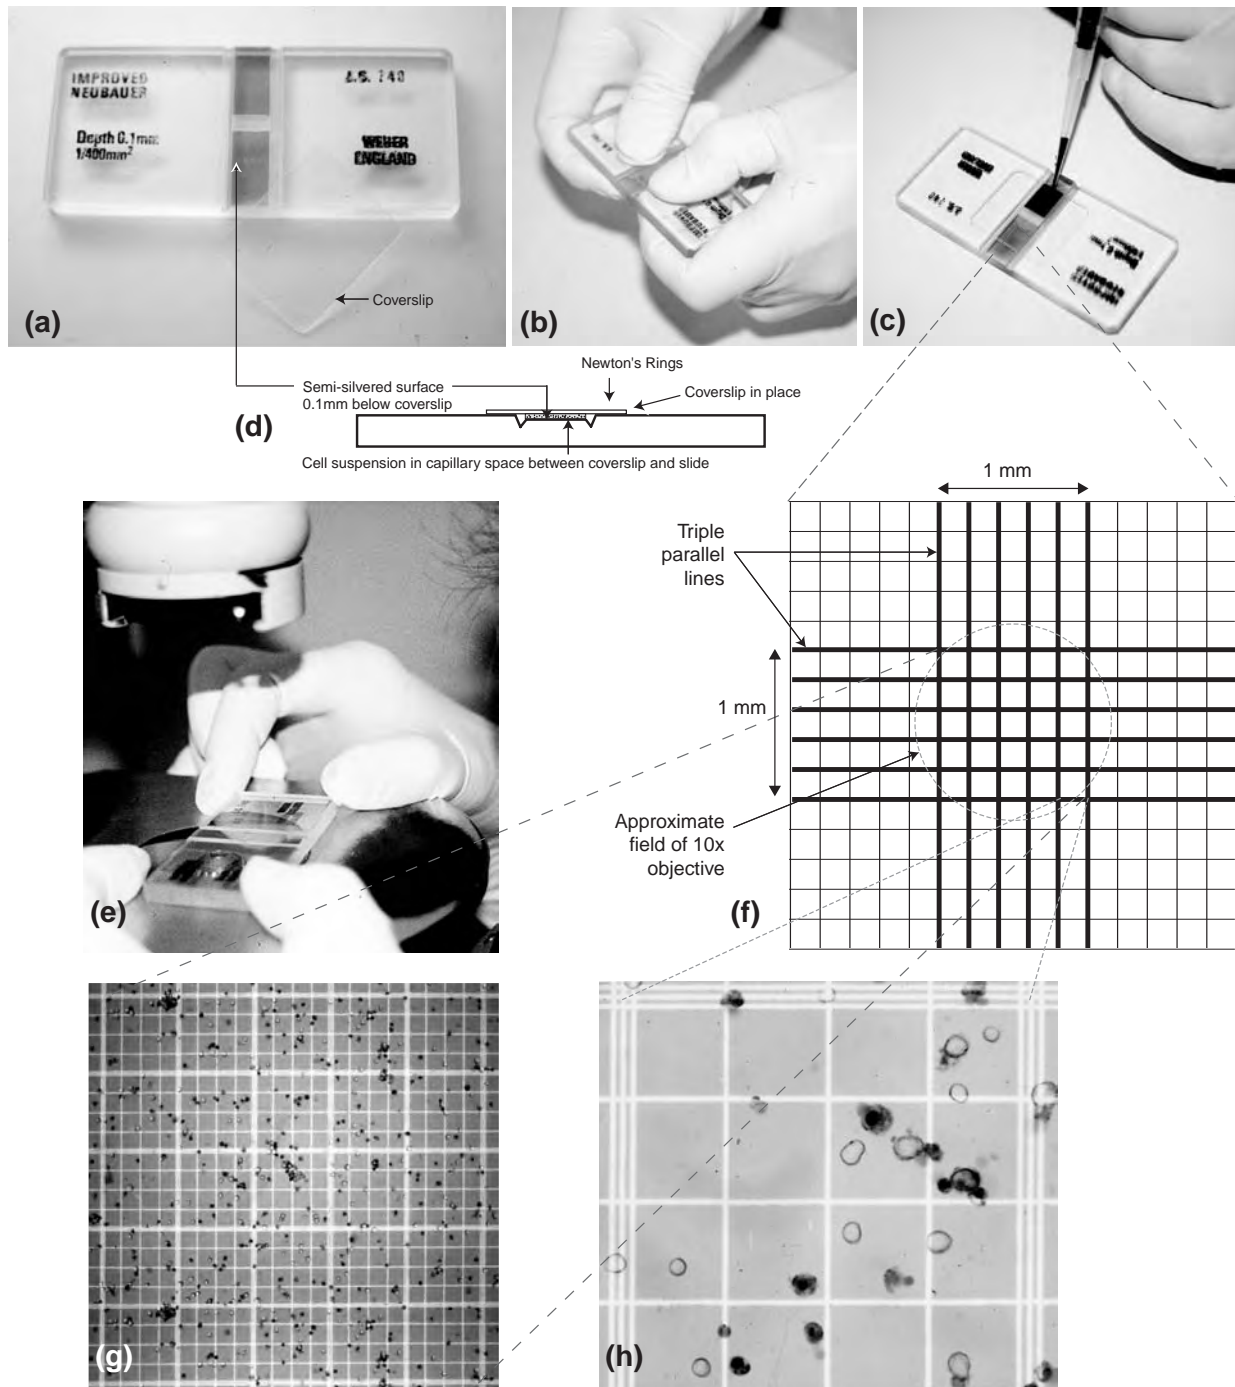 IMPROVED
NEUBAUER
Depth 0.1mm
1/400mm²
WEBER
ENGLAND
Coverslip
(a)
(b)
(c)
Newton's Rings
Semi-silvered surface
0.1mm below coverslip
Coverslip in place
(d)
Cell suspension in capillary space between coverslip and slide
1 mm
Triple
parallel
lines
1 mm
Approximate
field of 10x
objective
(e)
(f)
(g)
(h)